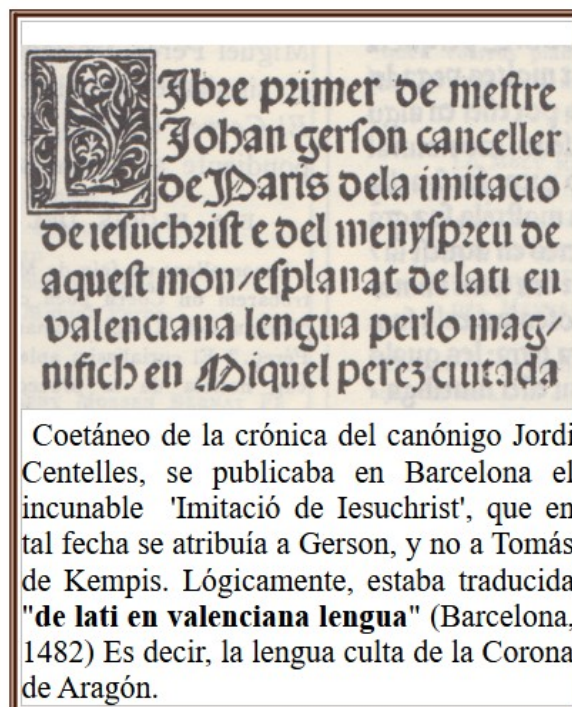 LJbre primer de mestre
Johan gerson canceller
de Paris dela imitacio
de iesuchrist e del menyspreu de
aquest mon/esplanat de lati en
valenciana lengua perlo mag/
nifich en Miquel perez ciutada
Coetáneo de la crónica del canónigo Jordi
Centelles, se publicaba en Barcelona el
incunable 'Imitació de Iesuchrist', que en
tal fecha se atribuía a Gerson, y no a Tomás
de Kempis. Lógicamente, estaba traducida
"de lati en valenciana lengua" (Barcelona,
1482) Es decir, la lengua culta de la Corona
de Aragón.